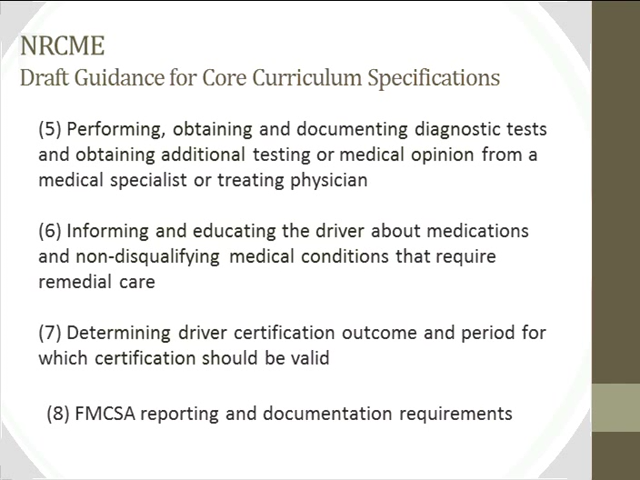 NRCME
Draft Guidance for Core Curriculum Specifications
(5) Performing, obtaining and documenting diagnostic tests
and obtaining additional testing or medical opinion from a
medical specialist or treating physician
(6) Informing and educating the driver about medications
and non-disqualifying medical conditions that require
remedial care
(7) Determining driver certification outcome and period for
which certification should be valid
(8) FMCSA reporting and documentation requirements